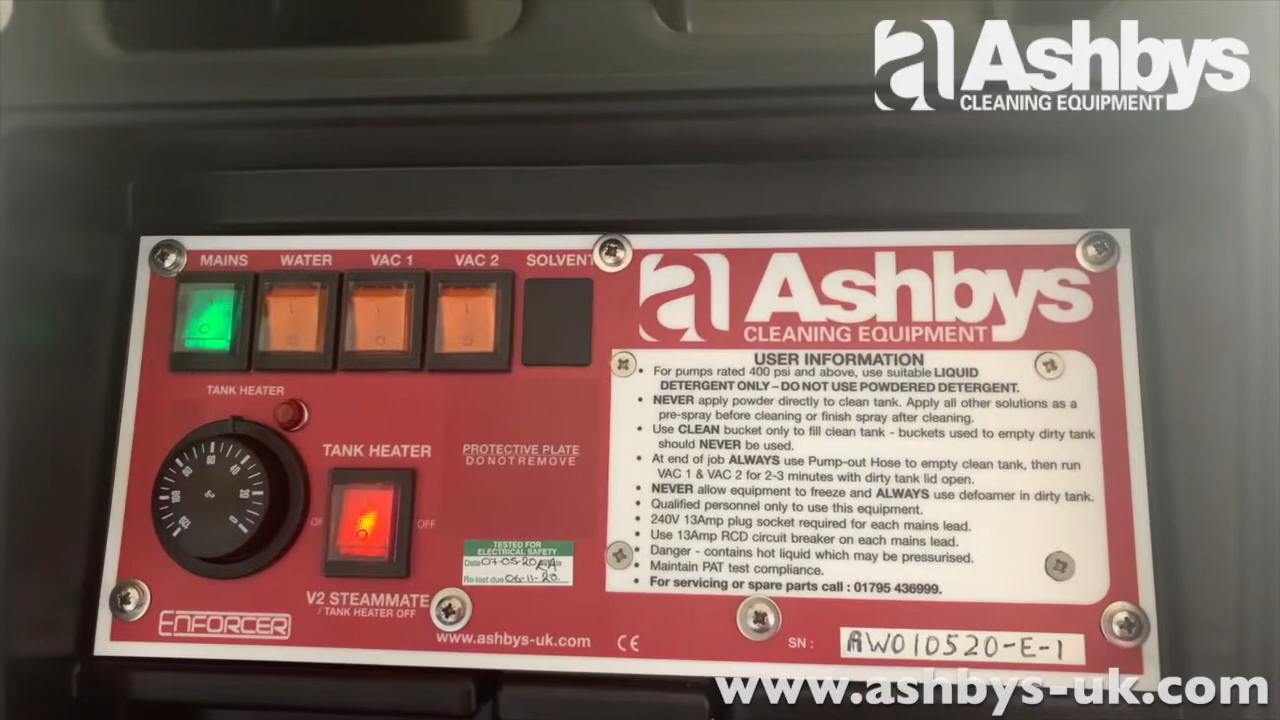 a Ashbys
CLEANING EQUIPMENT
MAINS WATER VAC 1 VAC 2 SOLVENT
a Ashbys
CLEANING EQUIPMENT
TANK HEATER
120 100 80 60 40 20 0
TANK HEATER
OFF
PROTECTIVE PLATE
DO NOT REMOVE
V2 STEAMMATE
/ TANK HEATER OFF
TESTED FOR
ELECTRICAL SAFETY
Date 07-05-20
Re-test due 06-11-20.
ENFORCER
www.ashbys-uk.com
CE
USER INFORMATION
• For pumps rated 400 psi and above, use suitable LIQUID
DETERGENT ONLY – DO NOT USE POWDERED DETERGENT.
• NEVER apply powder directly to clean tank. Apply all other solutions as a
pre-spray before cleaning or finish spray after cleaning.
• Use CLEAN bucket only to fill clean tank - buckets used to empty dirty tank
should NEVER be used.
• At end of job ALWAYS use Pump-out Hose to empty clean tank, then run
VAC 1 & VAC 2 for 2-3 minutes with dirty tank lid open.
• NEVER allow equipment to freeze and ALWAYS use defoamer in dirty tank.
• Qualified personnel only to use this equipment.
• 240V 13Amp plug socket required for each mains lead.
• Use 13Amp RCD circuit breaker on each mains lead.
• Danger - contains hot liquid which may be pressurised.
• Maintain PAT test compliance.
• For servicing or spare parts call : 01795 436999.
SN : AW010520-E-1
www.ashbys-uk.com